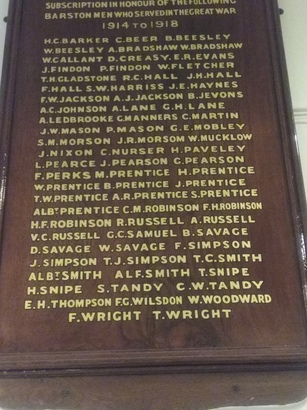 SUBSCRIPTION IN HONOUR OF THE
BARSTON MEN WHO SERVED IN THE GREAT WAR
1914 TO 1918
H.C. BARKER C. BEER B. BEESLEY
W. BEESLEY A. BRADSHAW W. BRADSHAW
W. CALLANT D. CREASY. E.R. EVANS
J. FINDON P. FINDON W. FLETCHER
T.H. GLADSTONE R.C. HALL J.H. HALL
F. HALL S.W. HARRISS J.E. HAYNES
F.W. JACKSON A.J. JACKSON B. JEVONS
A.C. JOHNSON A. LANE G.H. LANE
A. LEDBROOKE G. MANNERS C. MARTIN
J.W. MASON P. MASON G.E. MOBLEY
S.M. MORSON J.R. MORSOM W. MUCKLOW
J. NIXON C. NURSER H. PAVELEY
L. PEARCE J. PEARSON G. PEARSON
F. PERKS M. PRENTICE H. PRENTICE
W. PRENTICE B. PRENTICE J. PRENTICE
T.W. PRENTICE A.R. PRENTICE S. PRENTICE
ALBT. PRENTICE C.M. ROBINSON F.H. ROBINSON
H.F. ROBINSON R. RUSSELL A. RUSSELL
V.C. RUSSELL G.C. SAMUEL B. SAVAGE
D. SAVAGE W. SAVAGE F. SIMPSON
J. SIMPSON T.J. SIMPSON T.C. SMITH
ALBT. SMITH ALF. SMITH T. SNIPE
H. SNIPE S. TANDY C.W. TANDY
E.H. THOMPSON F.G. WILSDON W. WOODWARD
F. WRIGHT T. WRIGHT